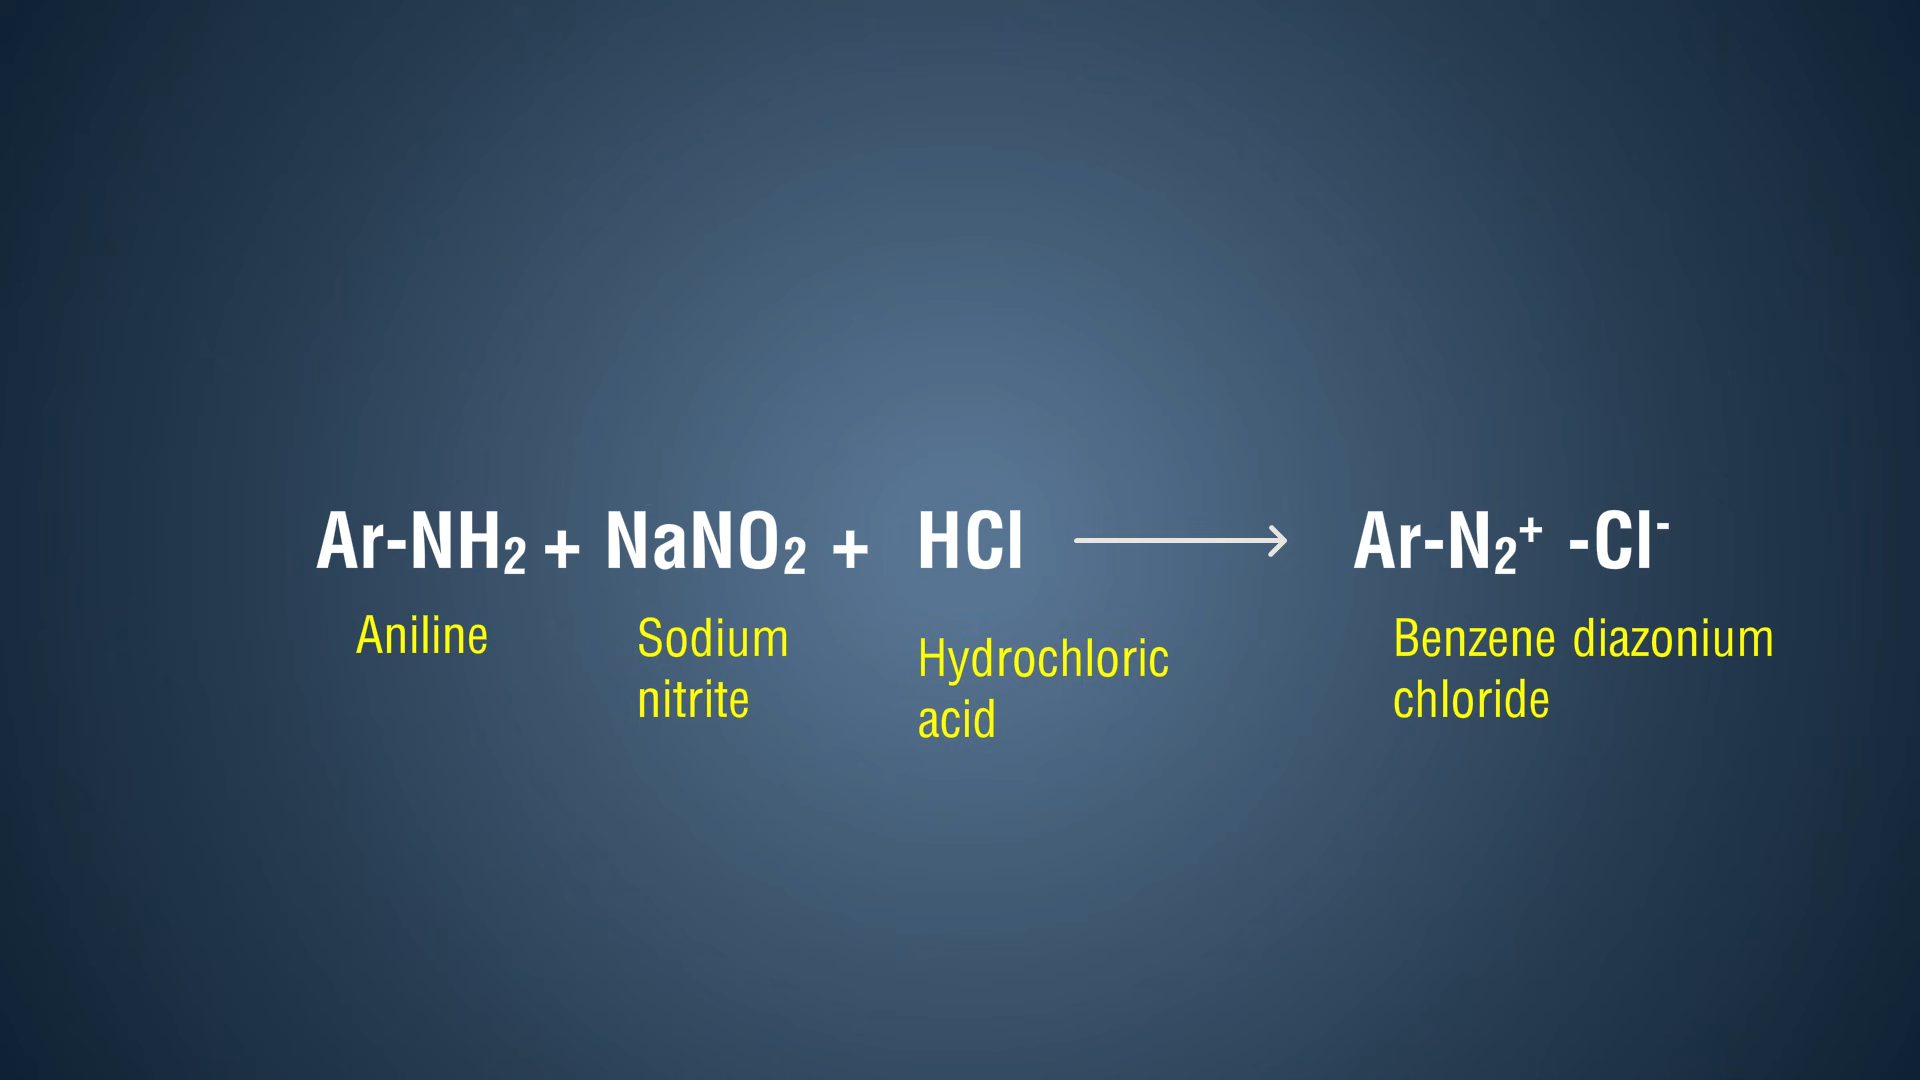 Ar-NH₂ + NaNO₂ + HCl ⟶ Ar-N₂⁺ -Cl⁻
Aniline
Sodium
nitrite
Hydrochloric
acid
Benzene diazonium
chloride